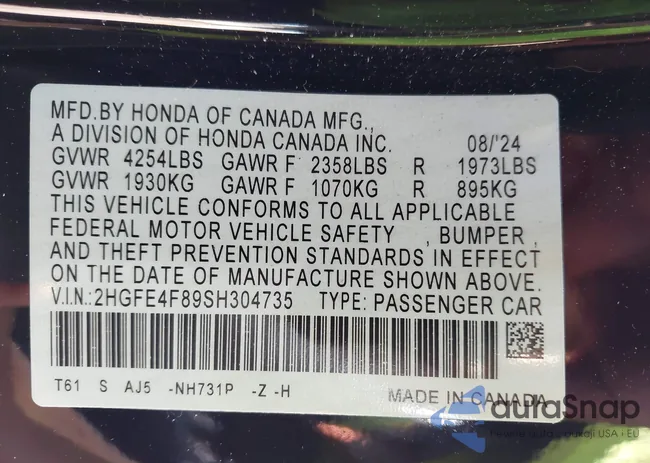 MFD.BY HONDA OF CANADA MFG.,
A DIVISION OF HONDA CANADA INC. 08/'24
GVWR 4254LBS GAWR F 2358LBS R 1973LBS
GVWR 1930KG GAWR F 1070KG R 895KG
THIS VEHICLE CONFORMS TO ALL APPLICABLE
FEDERAL MOTOR VEHICLE SAFETY , BUMPER ,
AND THEFT PREVENTION STANDARDS IN EFFECT
ON THE DATE OF MANUFACTURE SHOWN ABOVE.
V.I.N.:2HGFE4F89SH304735 TYPE: PASSENGER CAR
T61 S AJ5 -NH731P -Z -H MADE IN CANADA
auraSnap
USA - EU